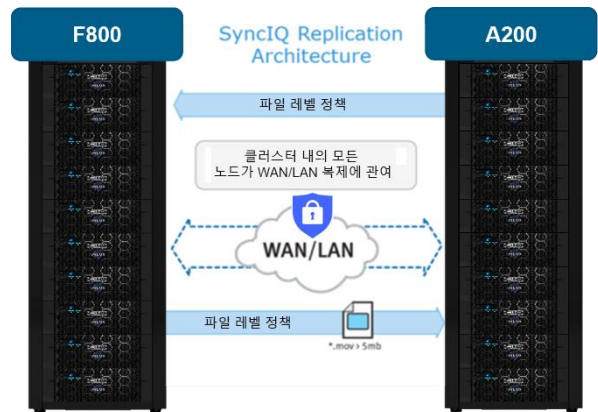 F800
SyncIQ Replication
Architecture
A200
파일 레벨 정책
클러스터 내의 모든
노드가 WAN/LAN 복제에 관여
WAN/LAN
파일 레벨 정책
*.mov > 5mb